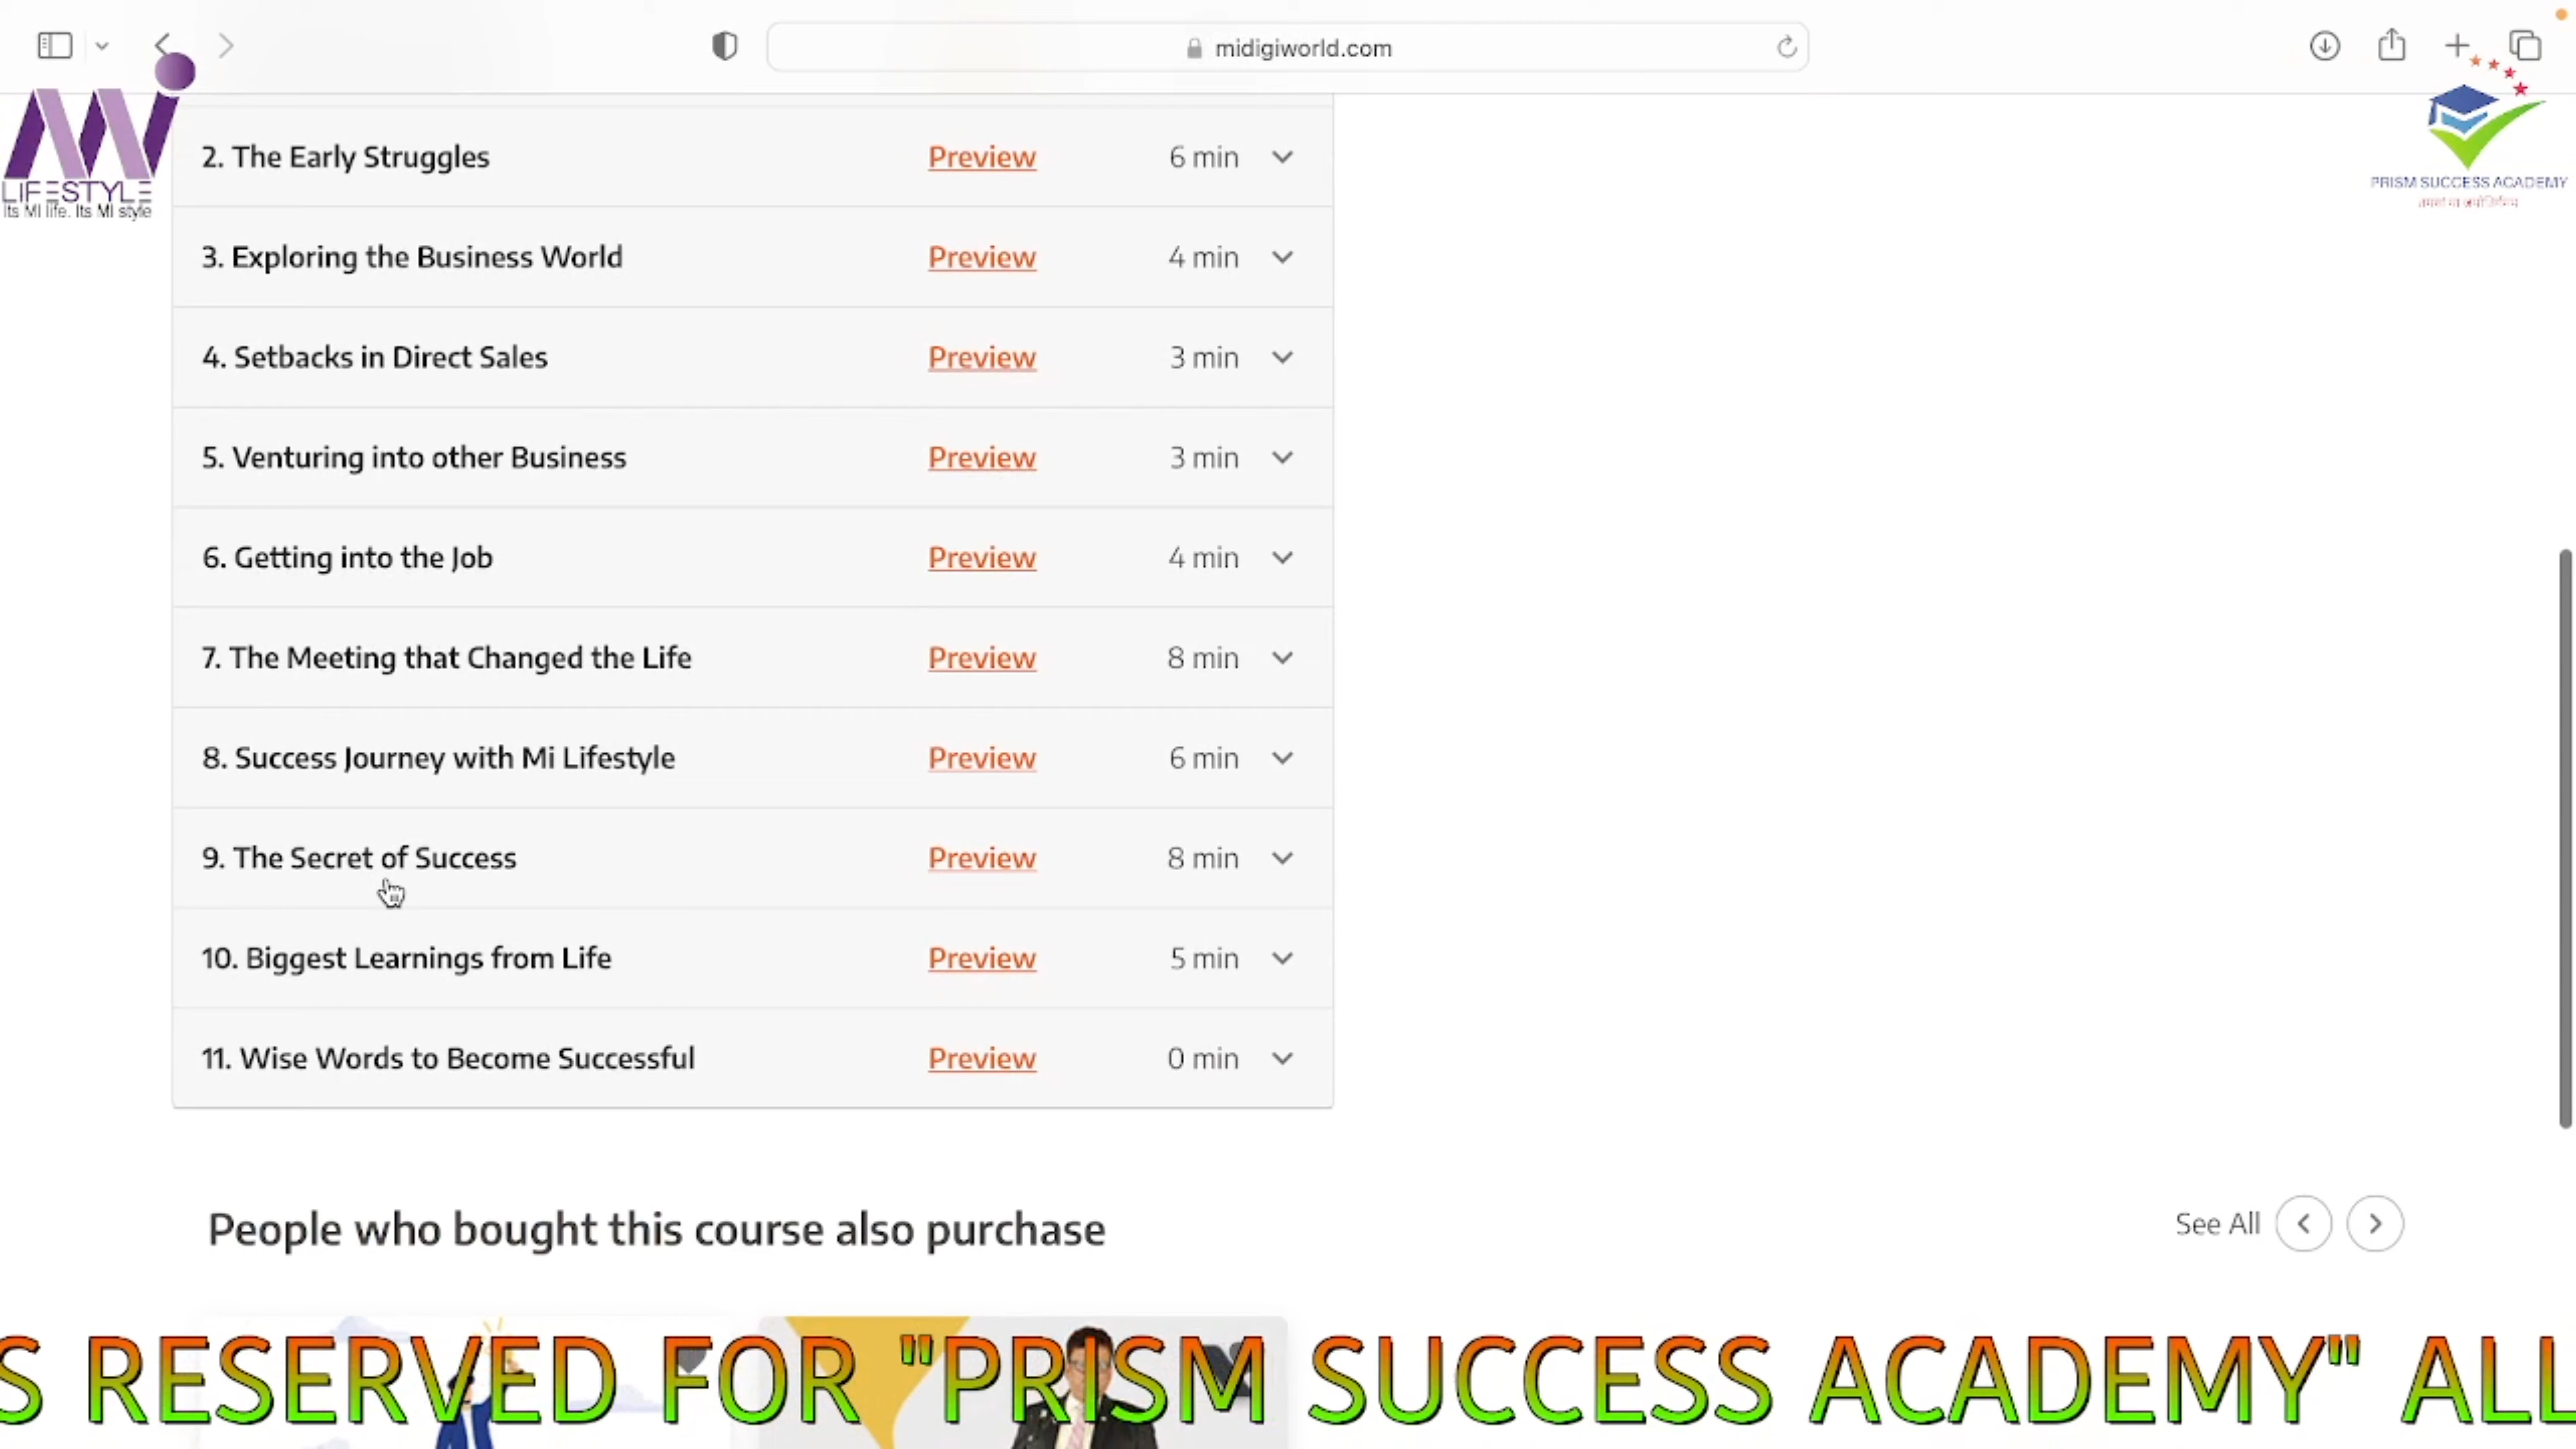 midigiworld.com
LIFESTYLE
Its MI life. Its MI style
PRISM SUCCESS ACADEMY
2. The Early Struggles Preview 6 min
3. Exploring the Business World Preview 4 min
4. Setbacks in Direct Sales Preview 3 min
5. Venturing into other Business Preview 3 min
6. Getting into the Job Preview 4 min
7. The Meeting that Changed the Life Preview 8 min
8. Success Journey with Mi Lifestyle Preview 6 min
9. The Secret of Success Preview 8 min
10. Biggest Learnings from Life Preview 5 min
11. Wise Words to Become Successful Preview 0 min
People who bought this course also purchase See All
S RESERVED FOR "PRISM SUCCESS ACADEMY" ALL